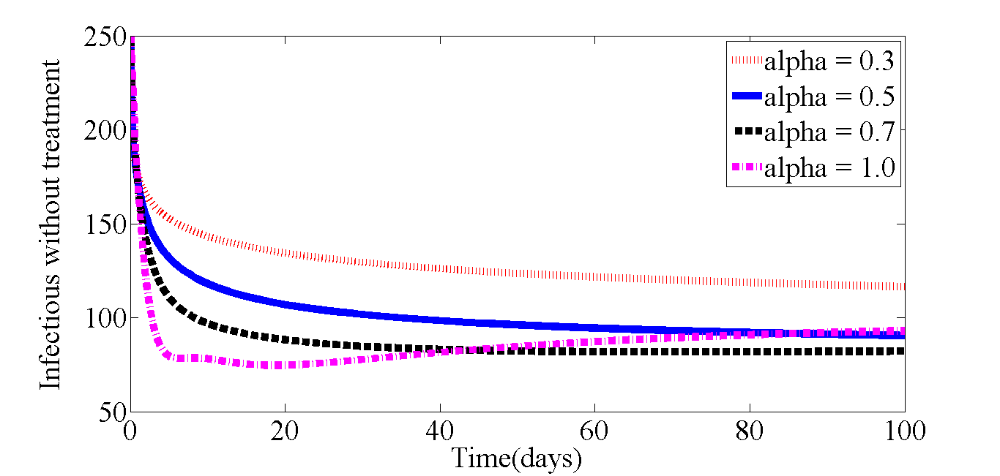 250
200
150
100
50
0
20
40
60
80
100
Time(days)
Infectious without treatment
alpha = 0.3
alpha = 0.5
alpha = 0.7
alpha = 1.0